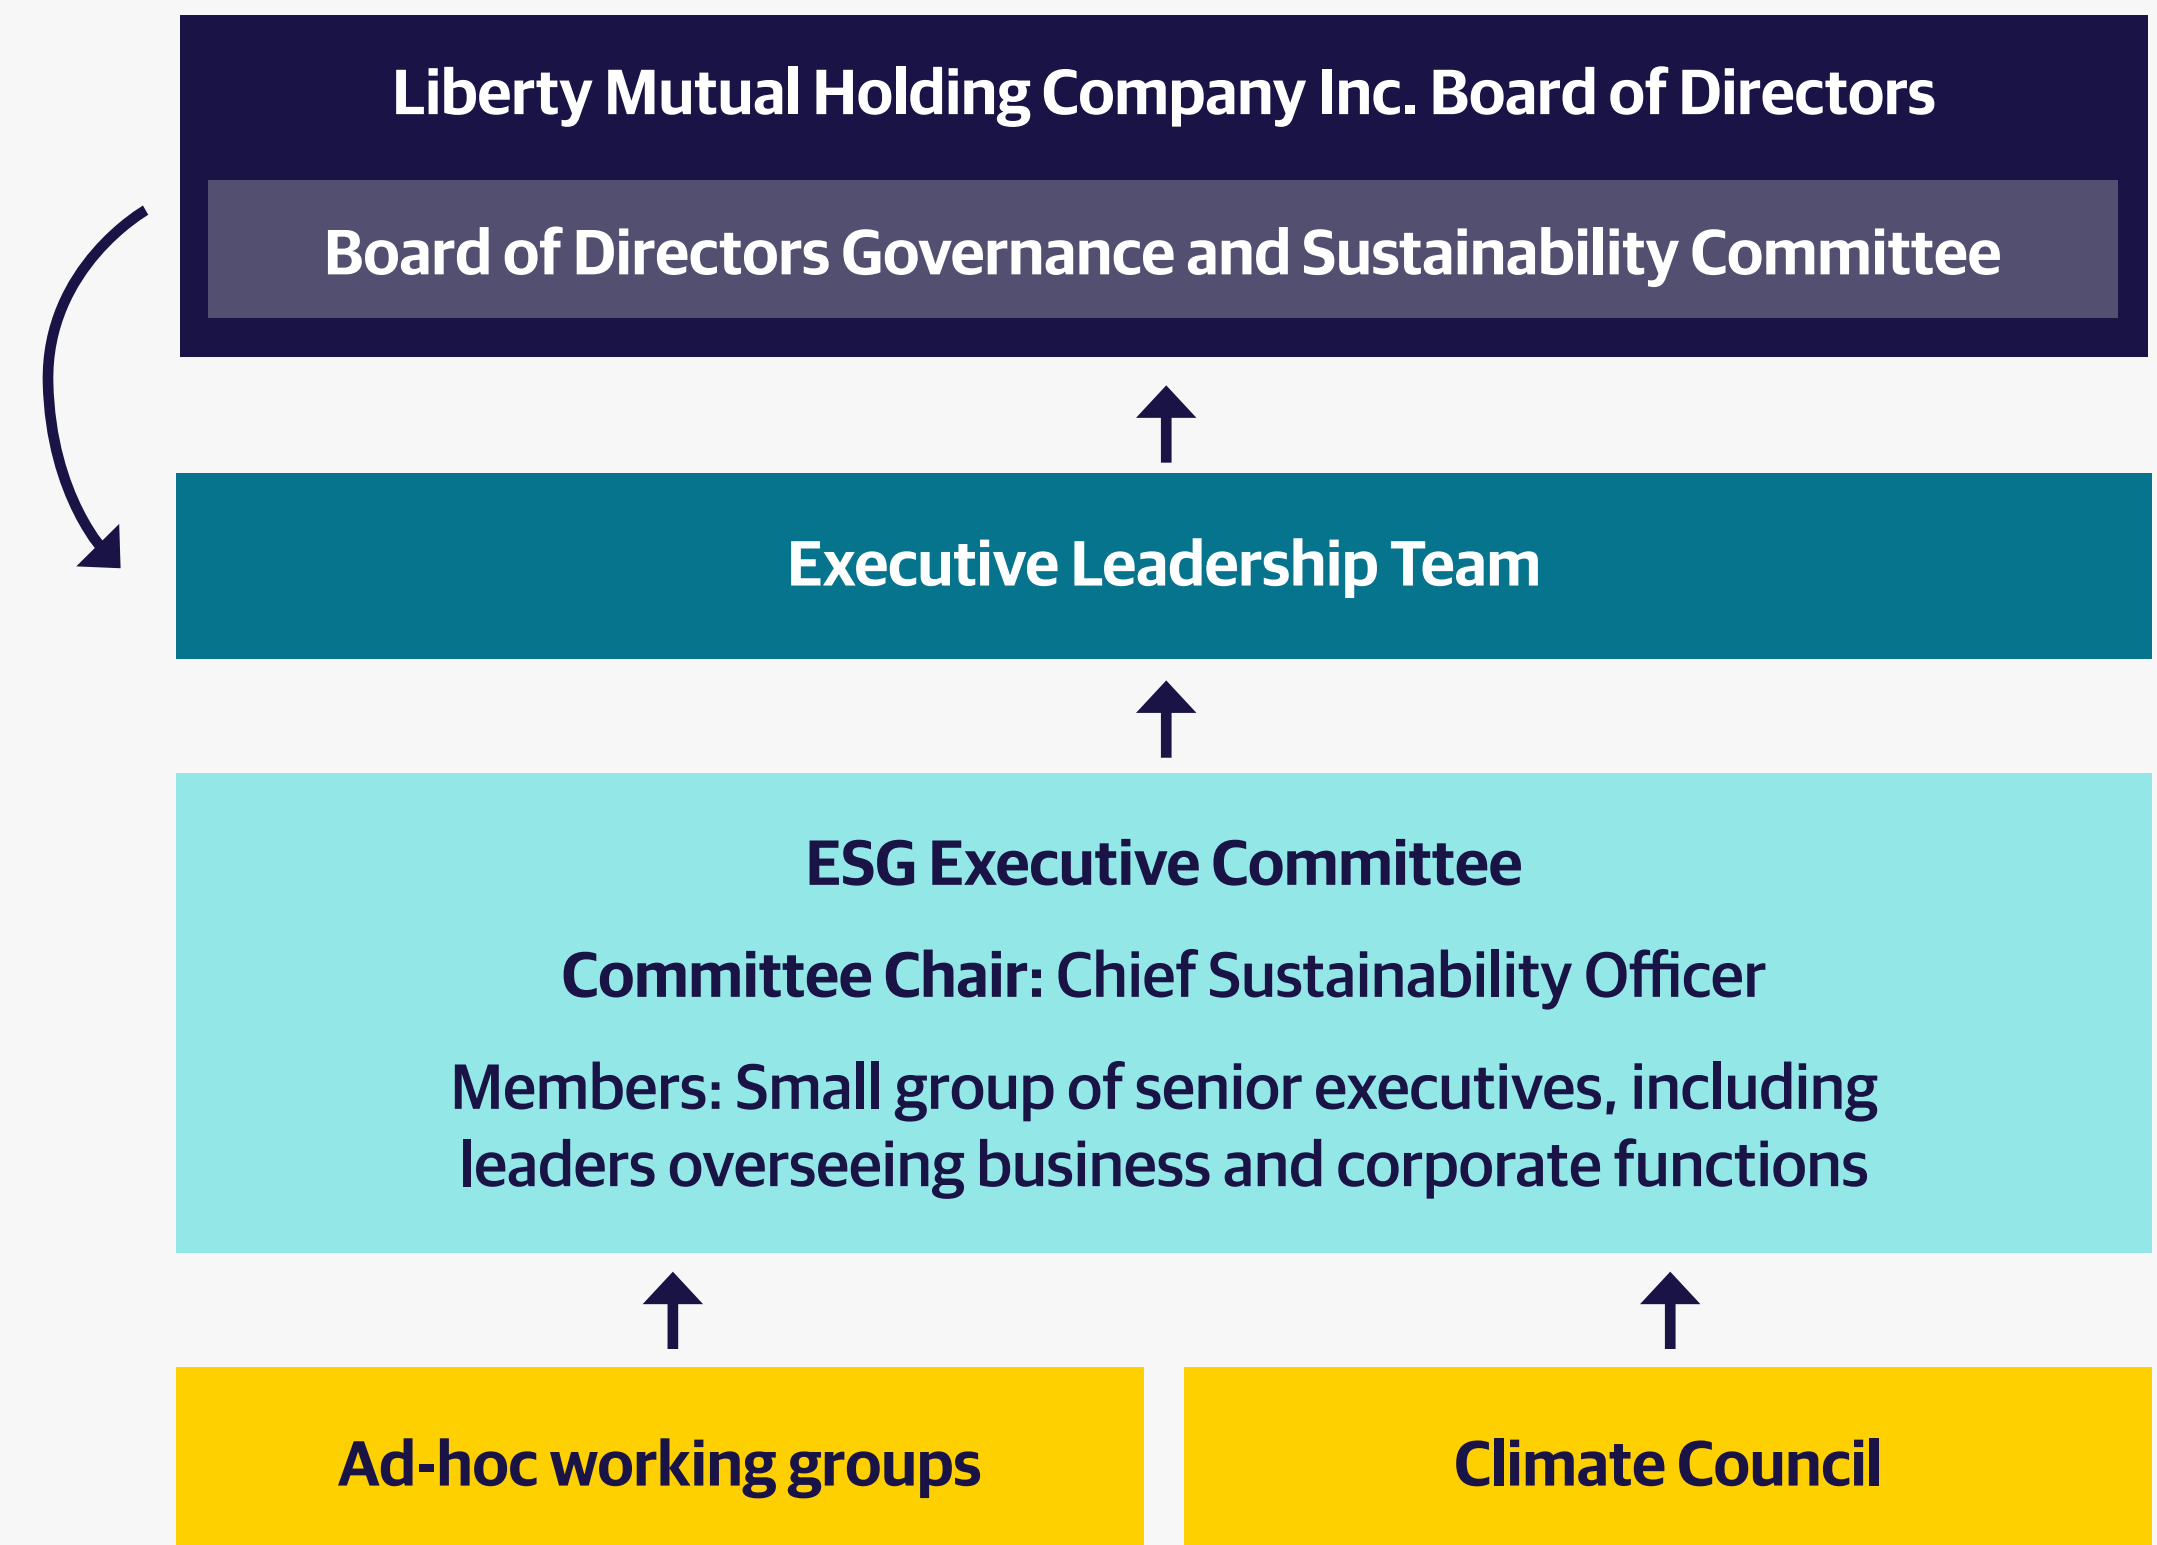 Liberty Mutual Holding Company Inc. Board of Directors
Board of Directors Governance and Sustainability Committee
Executive Leadership Team
ESG Executive Committee
Committee Chair: Chief Sustainability Officer
Members: Small group of senior executives, including
leaders overseeing business and corporate functions
Ad-hoc working groups
Climate Council